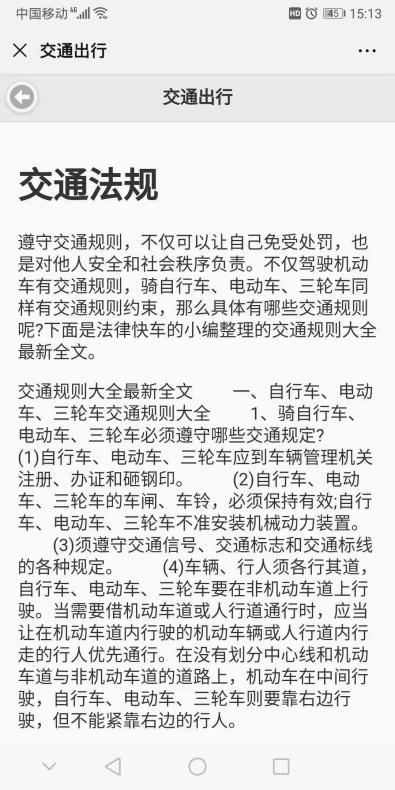 中国移动 46 HD 45 15:13
× 交通出行 ...
交通出行
交通法规
遵守交通规则，不仅可以让自己免受处罚，也
是对他人安全和社会秩序负责。不仅驾驶机动
车有交通规则，骑自行车、电动车、三轮车同
样有交通规则约束，那么具体有哪些交通规则
呢?下面是法律快车的小编整理的交通规则大全
最新全文。
交通规则大全最新全文 一、自行车、电动
车、三轮车交通规则大全 1、骑自行车、
电动车、三轮车必须遵守哪些交通规定?
(1)自行车、电动车、三轮车应到车辆管理机关
注册、办证和砸钢印。 (2)自行车、电动
车、三轮车的车闸、车铃，必须保持有效;自行
车、电动车、三轮车不准安装机械动力装置。
(3)须遵守交通信号、交通标志和交通标线
的各种规定。 (4)车辆、行人须各行其道，
自行车、电动车、三轮车要在非机动车道上行
驶。当需要借机动车道或人行道通行时，应当
让在机动车道内行驶的机动车辆或人行道内行
走的行人优先通行。在没有划分中心线和机动
车道与非机动车道的道路上，机动车在中间行
驶，自行车、电动车、三轮车则要靠右边行
驶，但不能紧靠右边的行人。